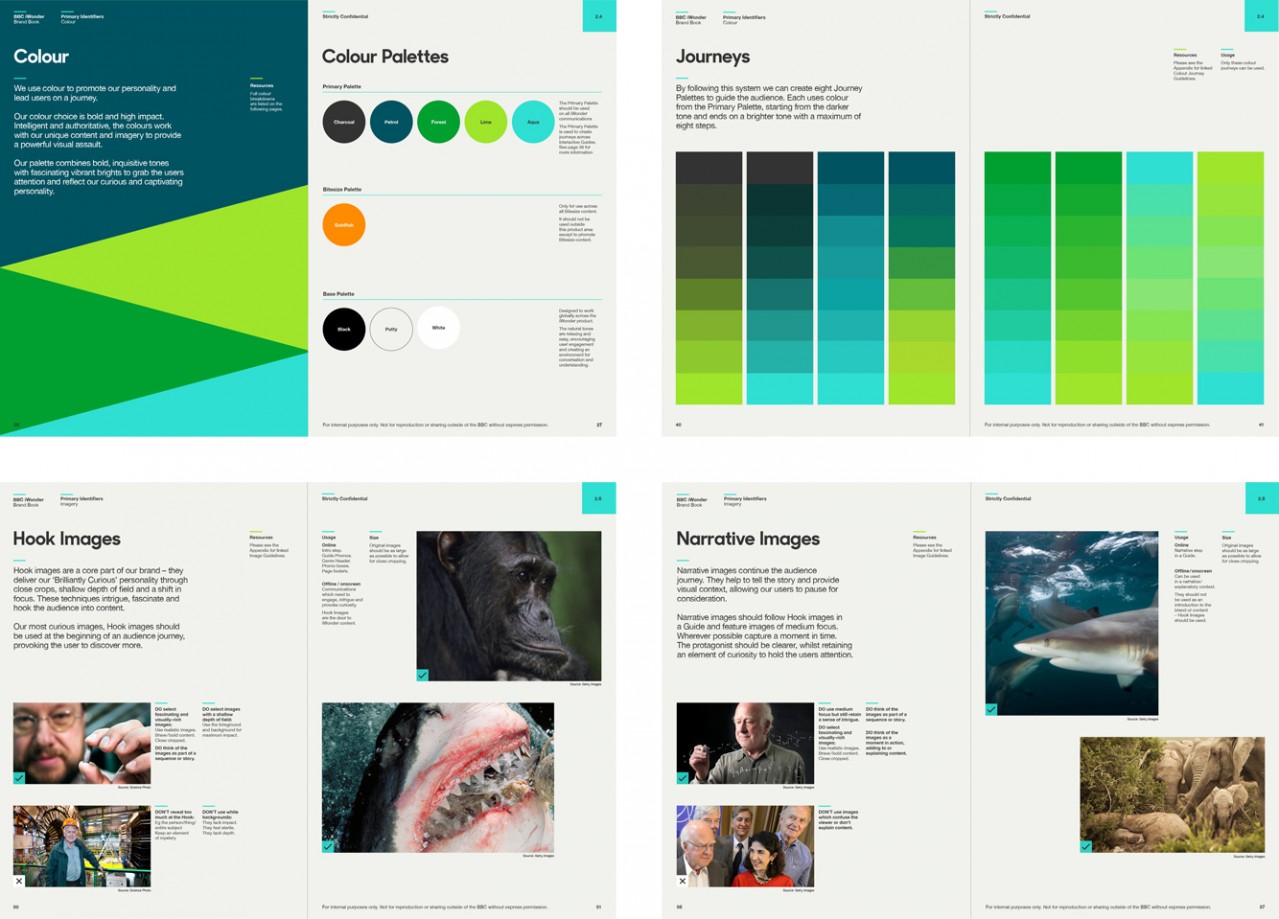 BBC iWonder
Brand Book
Primary Identifiers
Colour
Colour
We use colour to promote our personality and
lead users on a journey.
Our colour choice is bold and high impact.
Intelligent and authoritative, the colours work
with our unique content and imagery to provide
a powerful visual assault.
Our palette combines bold, inquisitive tones
with fascinating vibrant brights to grab the users
attention and reflect our curious and captivating
personality.
Resources
Full colour
breakdowns
are listed on the
following pages.
Strictly Confidential
2.4
Colour Palettes
Primary Palette
Charcoal
Petrol
Forest
Lime
Aqua
The Primary Palette
should be used
on all iWonder
communications
The Primary Palette
is used to create
journeys across
Interactive Guides.
more information
Bitesize Palette
Only for use across
all Bitesize content.
It should not be
used outside
this product area
except to promote
Bitesize content.
Base Palette
Black
Putty
White
Designed to work
globally across the
iWonder product.
The natural tones
are relaxing and
easy, encouraging
user engagement
and creating an
environment for
conversation and
understanding.
For internal purposes only. Not for reproduction or sharing outside of the BBC without express permission.
37
BBC iWonder
Brand Book
Primary Identifiers
Colour
Journeys
By following this system we can create eight Journey
Palettes to guide the audience. Each uses colour
from the Primary Palette, starting from the darker
tone and ends on a brighter tone with a maximum of
eight steps.
40
Strictly Confidential
2.4
Resources
Please see the
Appendix for linked
Colour Journey
Guidelines.
Usage
Only these colour
journeys can be used.
For internal purposes only. Not for reproduction or sharing outside of the BBC without express permission.
41
BBC iWonder
Brand Book
Primary Identifiers
Imagery
Hook Images
Hook images are a core part of our brand – they
deliver our 'Brilliantly Curious' personality through
close crops, shallow depth of field and a shift in
focus. These techniques intrigue, fascinate and
hook the audience into content.
Our most curious images, Hook images should
be used at the beginning of an audience journey,
provoking the user to discover more.
Resources
Please see the
Appendix for linked
Image Guidelines.
DO select
fascinating and
visually-rich
images:
Use realistic images.
Brave/bold content.
Close cropped.
DO think of the
images as part of a
sequence or story.
DO select images
with a shallow
depth of field:
Use the foreground
and background for
maximum impact.
Source: Science Photo
DON'T reveal too
much at the Hook:
Eg the person/thing/
entire subject
Keep an element
of mystery.
DON'T use white
backgrounds:
They lack impact.
They feel sterile.
They lack depth.
Source: Science Photo
Strictly Confidential
2.6
Usage
Online
Intro step.
Guide Promos.
Genre Header.
Promo boxes.
Page footers.
Offline / onscreen
Communications
which need to
engage, intrigue and
provoke curiosity.
Hook Images
are the door to
iWonder content.
Size
Original images
should be as large
as possible to allow
for close cropping.
Source: Getty Images
Source: Getty Images
For internal purposes only. Not for reproduction or sharing outside of the BBC without express permission.
BBC iWonder
Brand Book
Primary Identifiers
Imagery
Narrative Images
Narrative images continue the audience
journey. They help to tell the story and provide
visual context, allowing our users to pause for
consideration.
Narrative images should follow Hook images in
a Guide and feature images of medium focus.
Wherever possible capture a moment in time.
The protagonist should be clearer, whilst retaining
an element of curiosity to hold the users attention.
Resources
Please see the
Appendix for linked
Image Guidelines.
DO use medium
focus but still retain
a sense of intrigue.
DO select
fascinating and
visually-rich
images:
Use realistic images.
Brave/bold content.
Close cropped.
DO think of the
images as part of a
sequence or story.
DO think of the
images as a
moment in action,
adding to or
explaining content.
Source: Getty Images
DON'T use images
which confuse the
viewer or don't
explain content.
Source: Getty Images
Strictly Confidential
Usage
Online
Narrative step
in a Guide.
Offline/onscreen
Can be used
in a narrative/
explanatory context.
They should not
be used as an
introduction to the
– Hook Images
should be used.
Size
Original images
should be as large
as possible to allow
for close cropping.
Source: Getty Images
Source: Getty Images
For internal purposes only. Not for reproduction or sharing outside of the BBC without express permission.